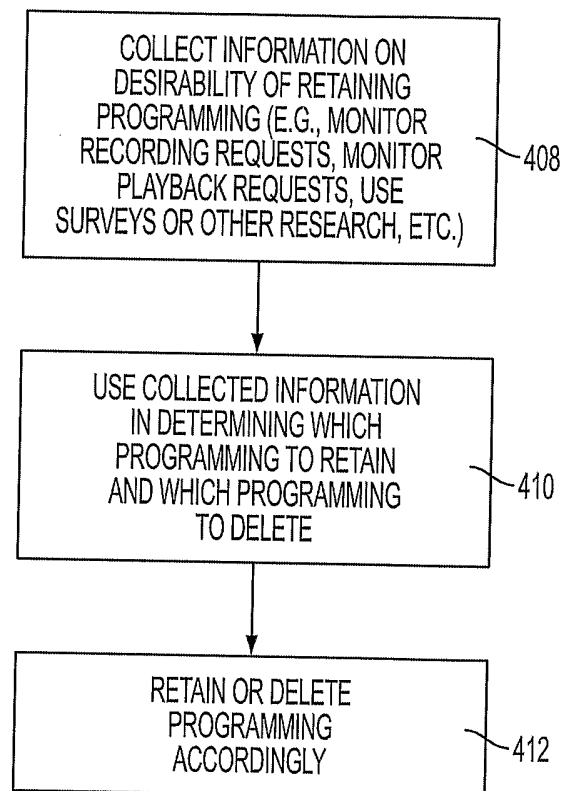 COLLECT INFORMATION ON
DESIRABILITY OF RETAINING
PROGRAMMING (E.G., MONITOR
RECORDING REQUESTS, MONITOR
PLAYBACK REQUESTS, USE
SURVEYS OR OTHER RESEARCH, ETC.)
408
USE COLLECTED INFORMATION
IN DETERMINING WHICH
PROGRAMMING TO RETAIN
AND WHICH PROGRAMMING
TO DELETE
410
RETAIN OR DELETE
PROGRAMMING
ACCORDINGLY
412